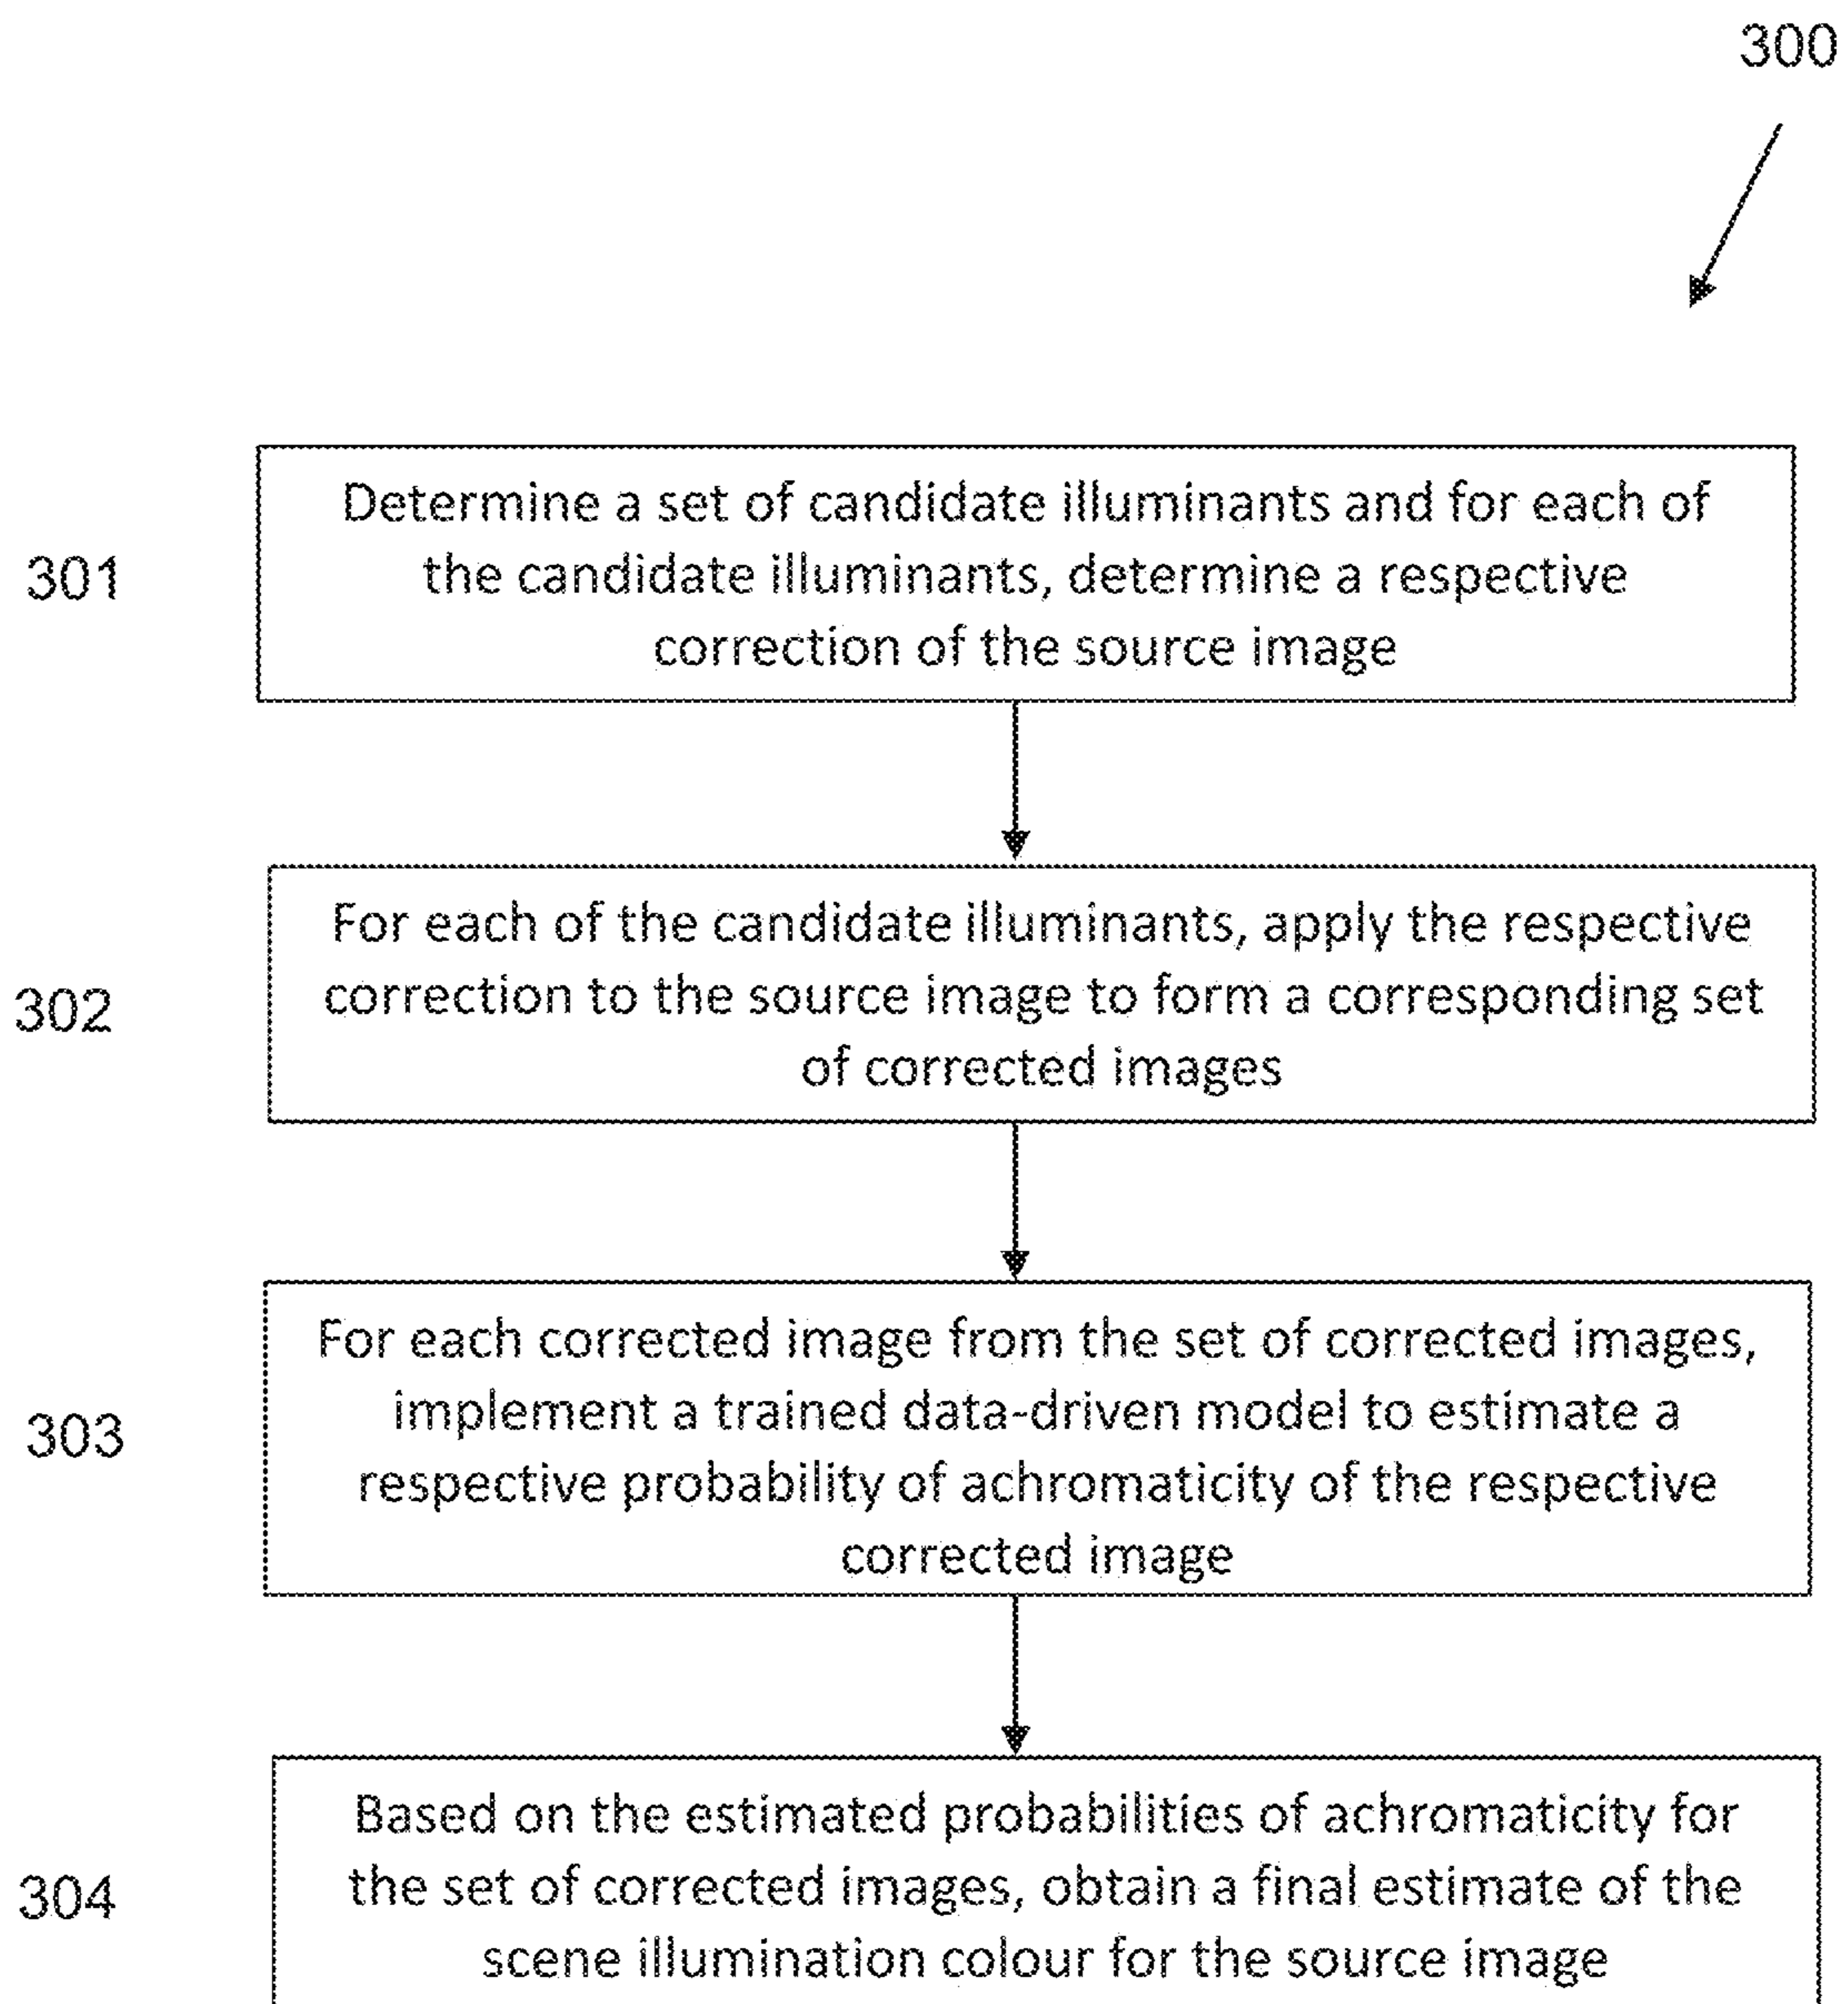 300
301
Determine a set of candidate illuminants and for each of
the candidate illuminants, determine a respective
correction of the source image
302
For each of the candidate illuminants, apply the respective
correction to the source image to form a corresponding set
of corrected images
303
For each corrected image from the set of corrected images,
implement a trained data-driven model to estimate a
respective probability of achromaticity of the respective
corrected image
304
Based on the estimated probabilities of achromaticity for
the set of corrected images, obtain a final estimate of the
scene illumination colour for the source image